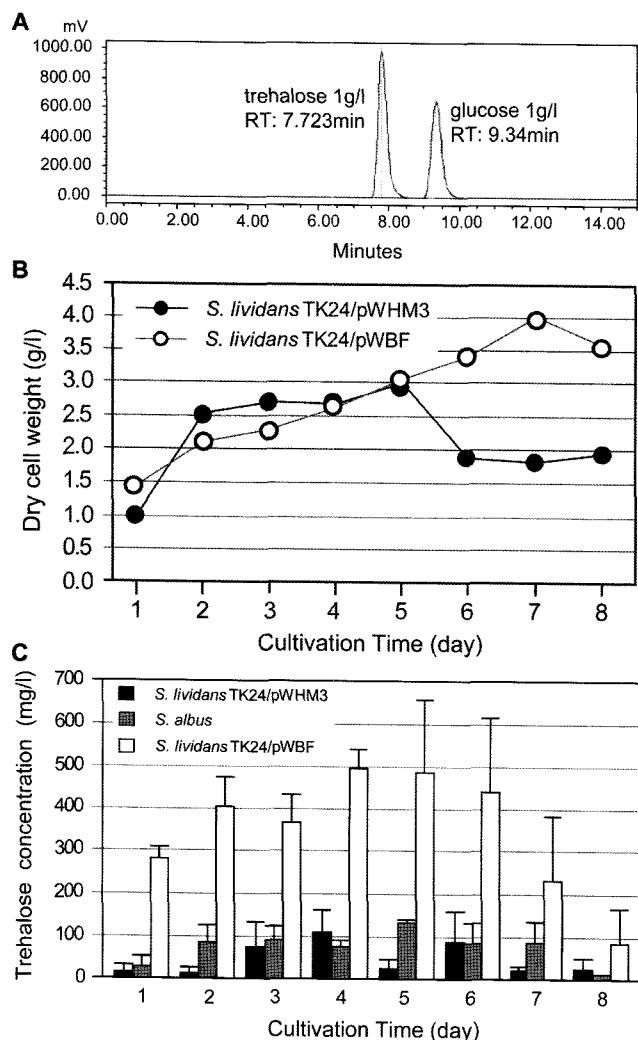 A
mV
1000.00
800.00
600.00
400.00
200.00
0.00
trehalose 1g/l
RT: 7.723min
glucose 1g/l
RT: 9.34min
0.00 2.00 4.00 6.00 8.00 10.00 12.00 14.00
Minutes
B
Dry cell weight (g/l)
4.5
4.0
3.5
3.0
2.5
2.0
1.5
1.0
0.5
0.0
S. lividans TK24/pWHM3
S. lividans TK24/pWBF
1 2 3 4 5 6 7 8
Cultivation Time (day)
C
Trehalose concentration (mg/l)
700
600
500
400
300
200
100
0
S. lividans TK24/pWHM3
S. albus
S. lividans TK24/pWBF
1 2 3 4 5 6 7 8
Cultivation Time (day)